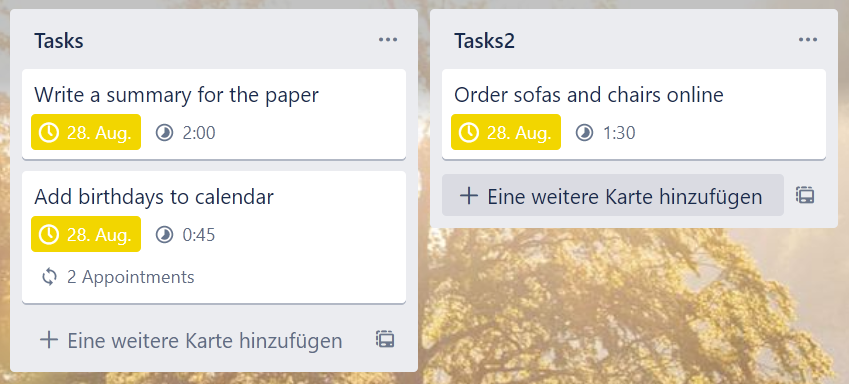 Tasks
Write a summary for the paper
28. Aug. 2:00
Add birthdays to calendar
28. Aug. 0:45
2 Appointments
Eine weitere Karte hinzufügen
Tasks2
Order sofas and chairs online
28. Aug. 1:30
Eine weitere Karte hinzufügen